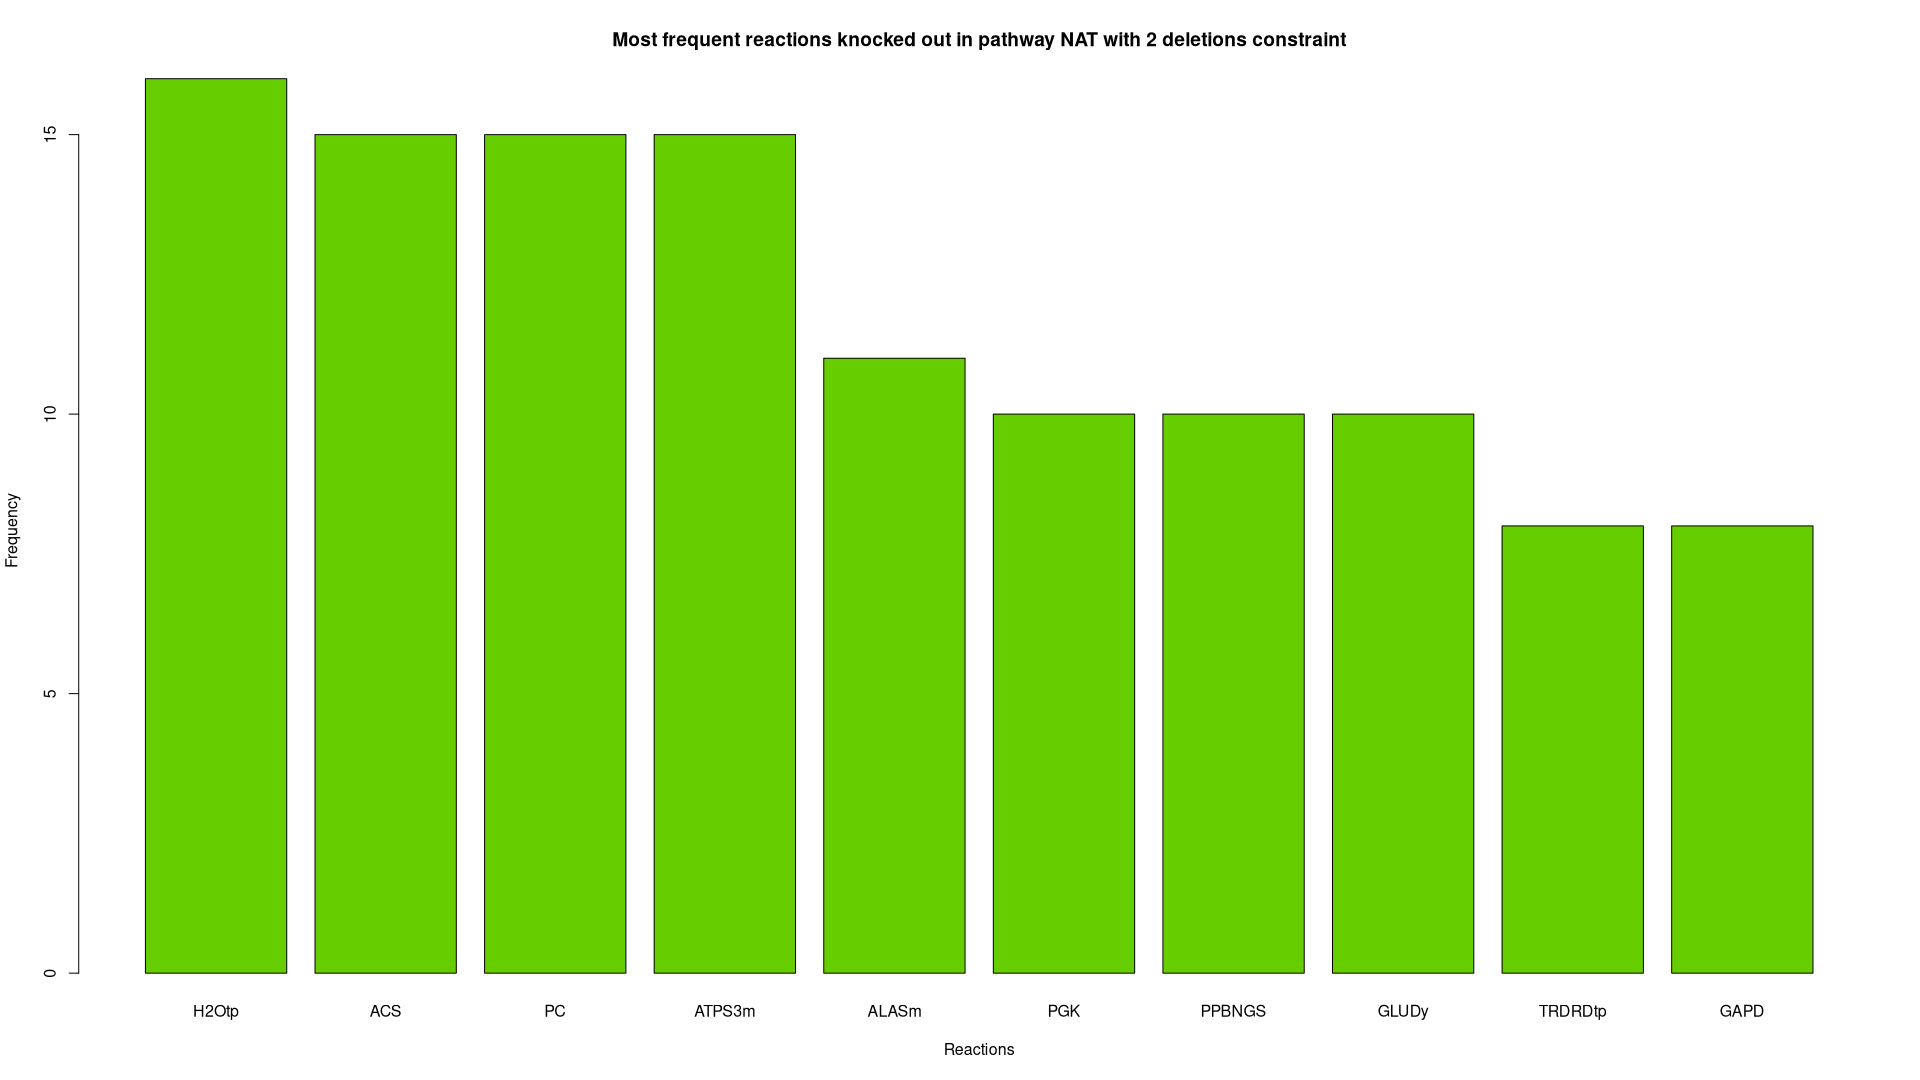 Most frequent reactions knocked out in pathway NAT with 2 deletions constraint
15
10
5
0
Frequency
H2Otp ACS PC ATPS3m ALASm PGK PPBNGS GLUDy TRDRDtp GAPD
Reactions